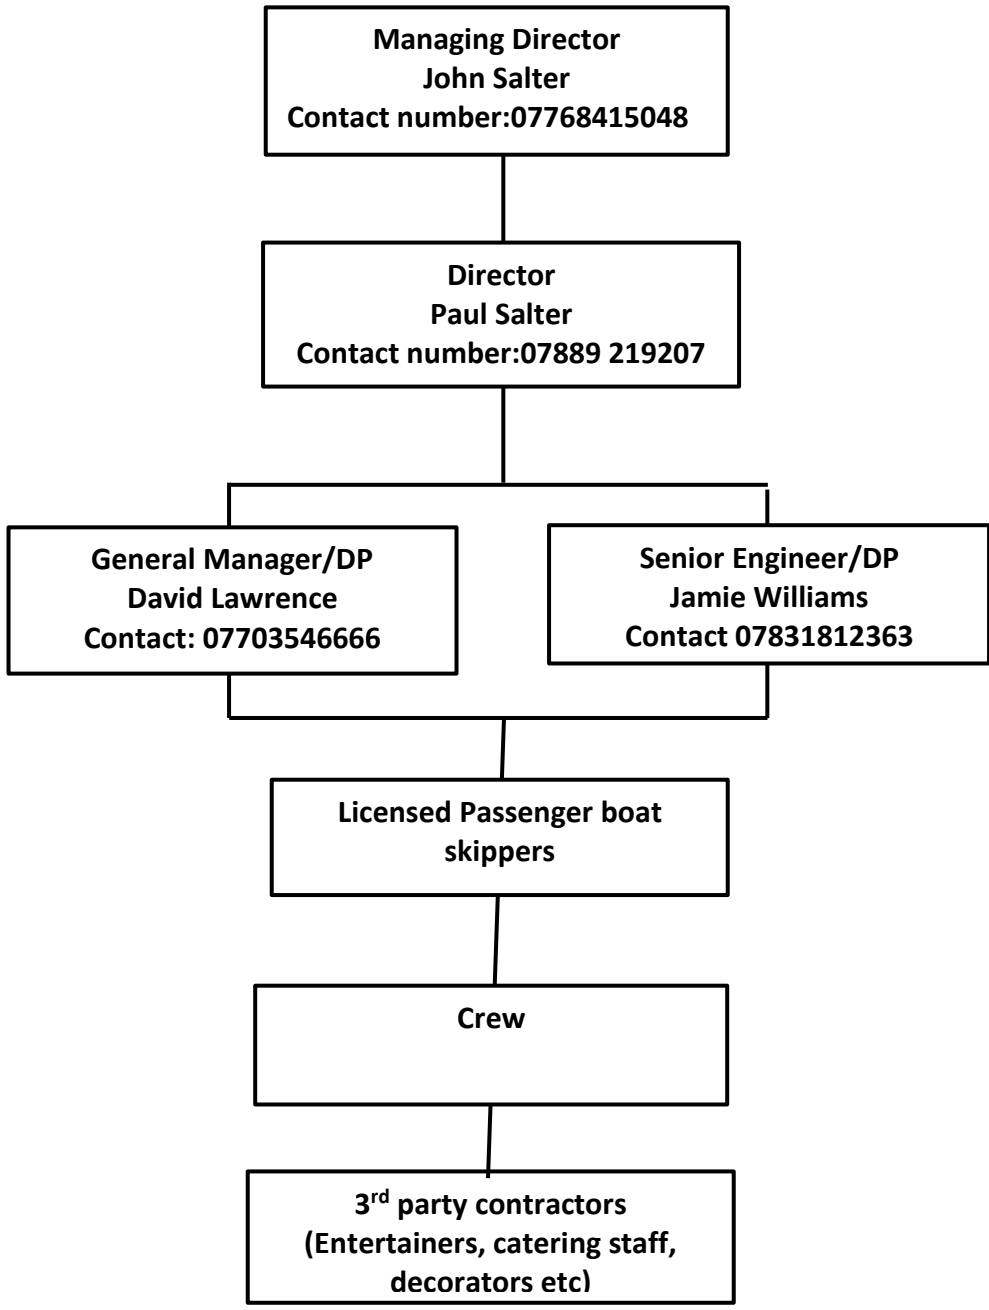 Managing Director
John Salter
Contact number:07768415048
Director
Paul Salter
Contact number:07889 219207
General Manager/DP
David Lawrence
Contact: 07703546666
Senior Engineer/DP
Jamie Williams
Contact 07831812363
Licensed Passenger boat
skippers
Crew
3rd party contractors
(Entertainers, catering staff,
decorators etc)